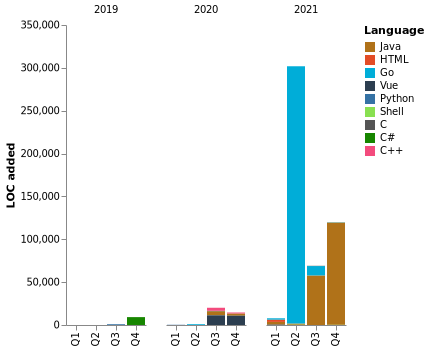 2019 2020 2021
350,000
300,000
250,000
200,000
150,000
100,000
50,000
0
LOC added
Q1 Q2 Q3 Q4 Q1 Q2 Q3 Q4 Q1 Q2 Q3 Q4
Language
Java
HTML
Go
Vue
Python
Shell
C
C#
C++